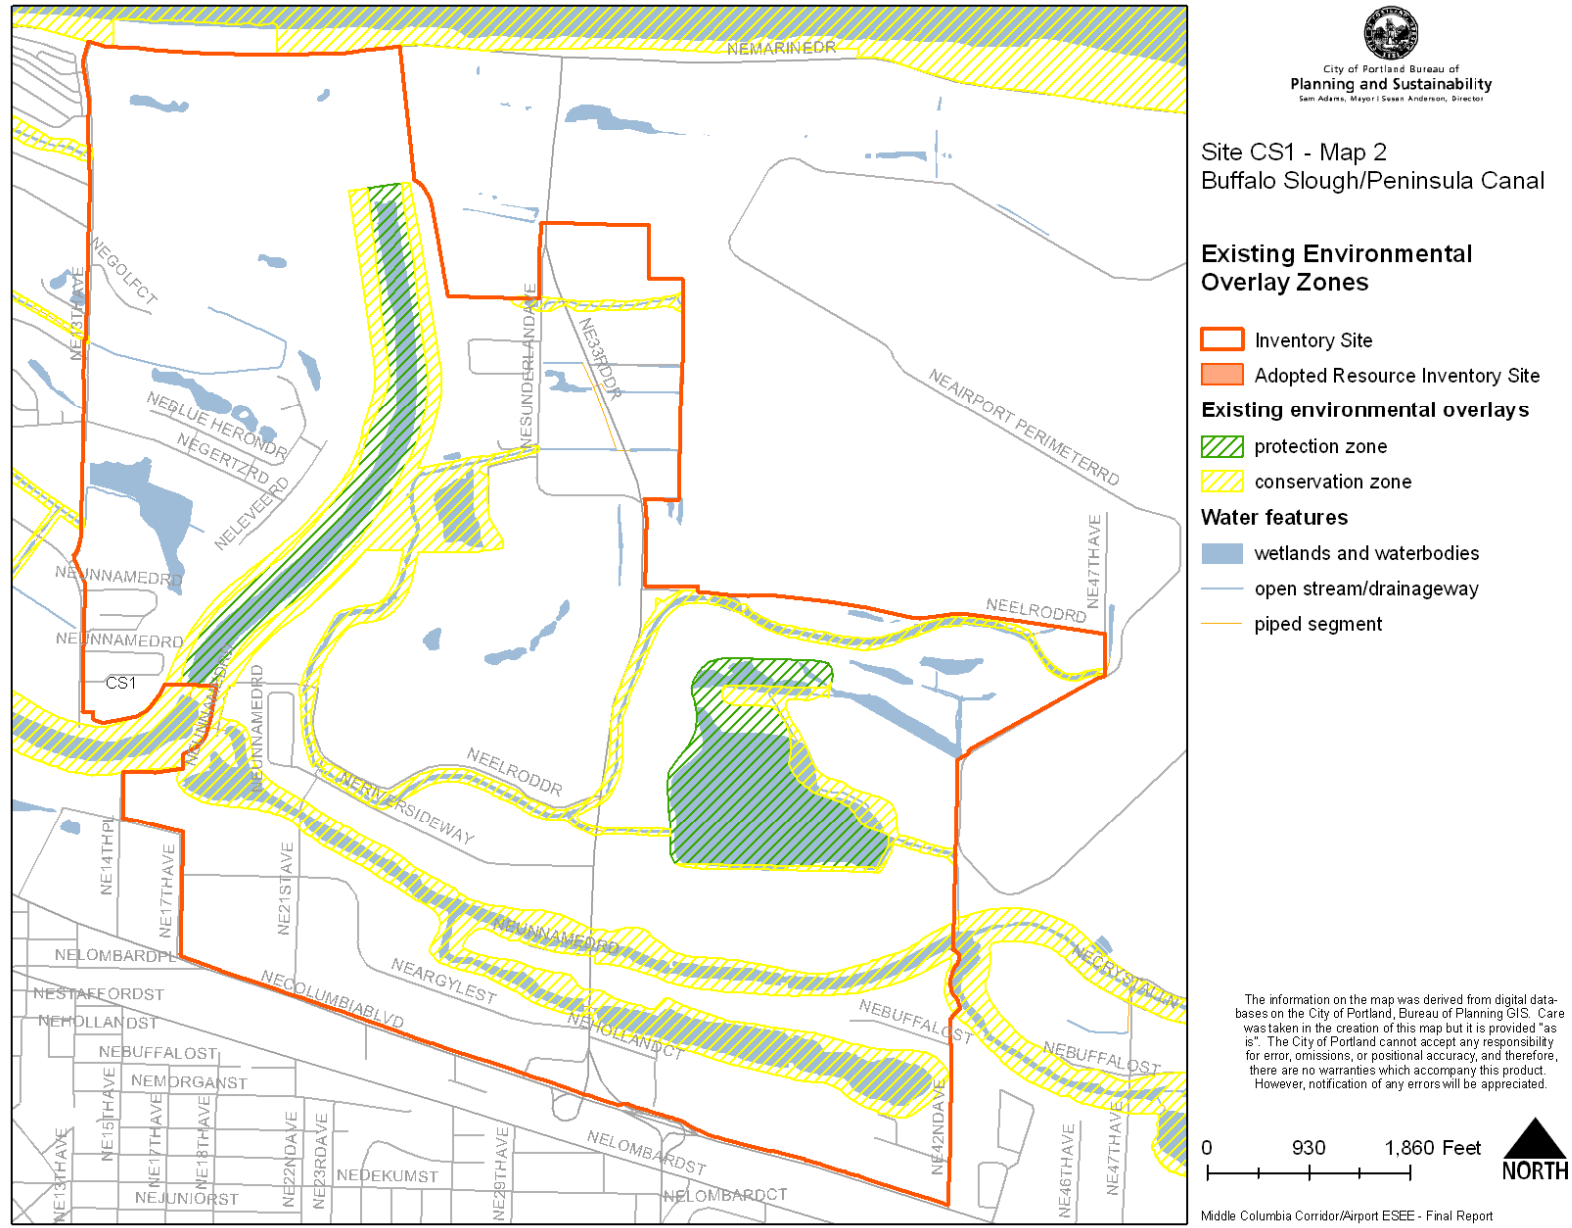 NEMARINEDR
NEGOLFCT
NE13THAVE
NESUNDERLANDAVE
NE33RDDR
NEAIRPORT PERIMETERRD
NEBLUE HERONDR
NEGERTZRD
NELEVEERD
NE47THAVE
NEUNNAMEDRD
NEELRODRD
NEUNNAMEDRD
CS1
NEUNNAMEDRD
NEUNNAMEDRD
NEELRODDR
NERIVERSIDEWAY
NE14THPL
NE17THAVE
NE21STAVE
NEUNNAMEDRD
NELOMBARDPL
NECOLUMBIABLVD
NEARGYLEST
NECRYSTALLN
NESTAFFORDST
NEHOLLANDST
NEHOLLANDCT
NEBUFFALOST
NEBUFFALOST
NEBUFFALOST
NEMORGANST
NE15THAVE
NE17THAVE
NE18THAVE
NE22NDAVE
NE23RDAVE
NE13THAVE
NE29THAVE
NELOMBARDST
NE42NDAVE
NE46THAVE
NE47THAVE
NEDEKUMST
NEJUNIORST
NELOMBARDCT
City of Portland Bureau of
Planning and Sustainability
Sam Adams, Mayor | Susan Anderson, Director
Site CS1 - Map 2
Buffalo Slough/Peninsula Canal
Existing Environmental
Overlay Zones
Inventory Site
Adopted Resource Inventory Site
Existing environmental overlays
protection zone
conservation zone
Water features
wetlands and waterbodies
open stream/drainageway
piped segment
The information on the map was derived from digital data-
bases on the City of Portland, Bureau of Planning GIS. Care
was taken in the creation of this map but it is provided "as
is". The City of Portland cannot accept any responsibility
for error, omissions, or positional accuracy, and therefore,
there are no warranties which accompany this product.
However, notification of any errors will be appreciated.
0 930 1,860 Feet
NORTH
Middle Columbia Corridor/Airport ESEE - Final Report